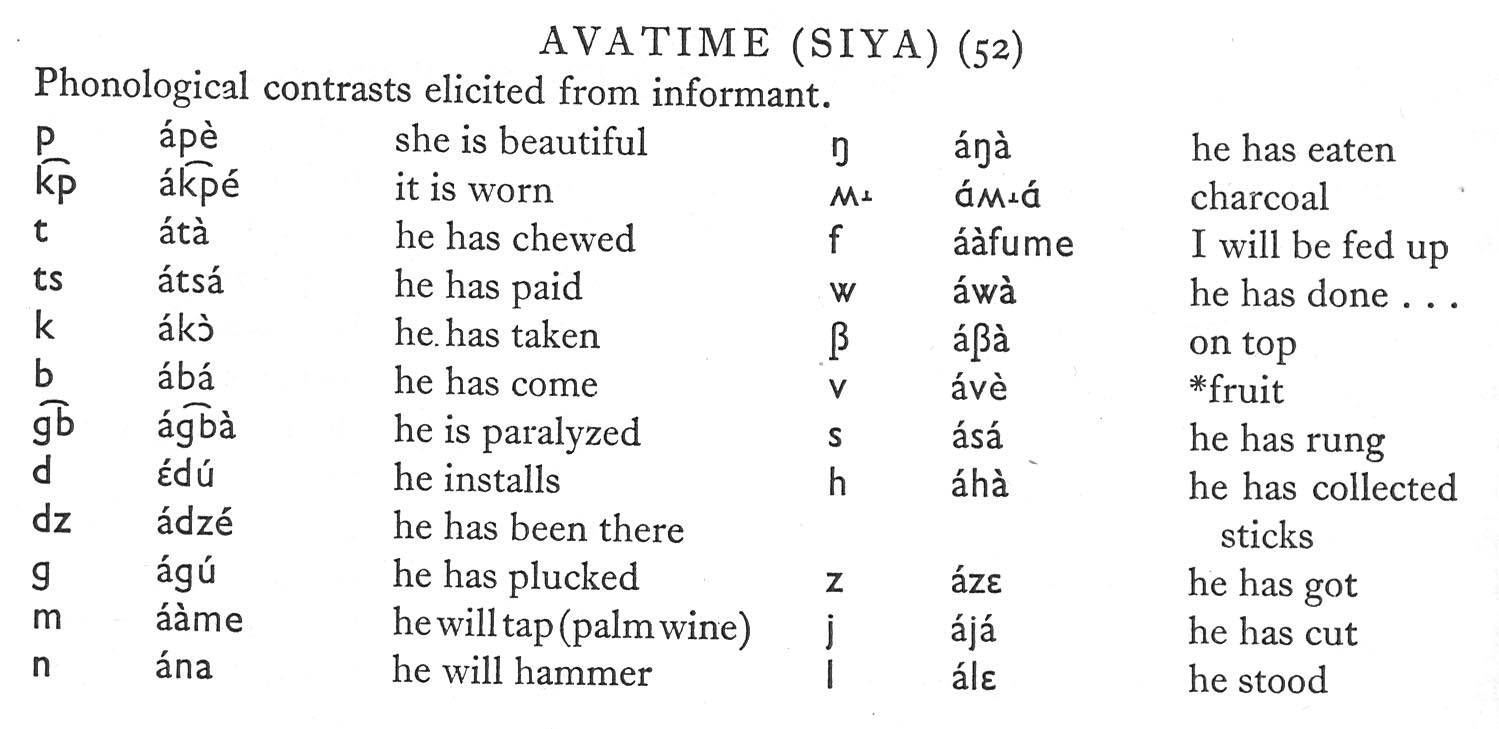 AVATIME (SIYA) (52)
Phonological contrasts elicited from informant.
p ápè she is beautiful
k͡p ák͡pé it is worn
t átà he has chewed
ts átsá he has paid
k ákɔ̀ he has taken
b ábá he has come
g͡b ág͡bà he is paralyzed
d ɛ́dú he installs
dz ádzé he has been there
g ágú he has plucked
m áàme he will tap (palm wine)
n ána he will hammer
ŋ áŋà he has eaten
ʍ˔ ɑ́ʍ˔ɑ́ charcoal
f áàfume I will be fed up
w áwà he has done . . .
β áβà on top
v ávè *fruit
s ásá he has rung
h áhà he has collected
sticks
z ázɛ he has got
j ájá he has cut
l álɛ he stood